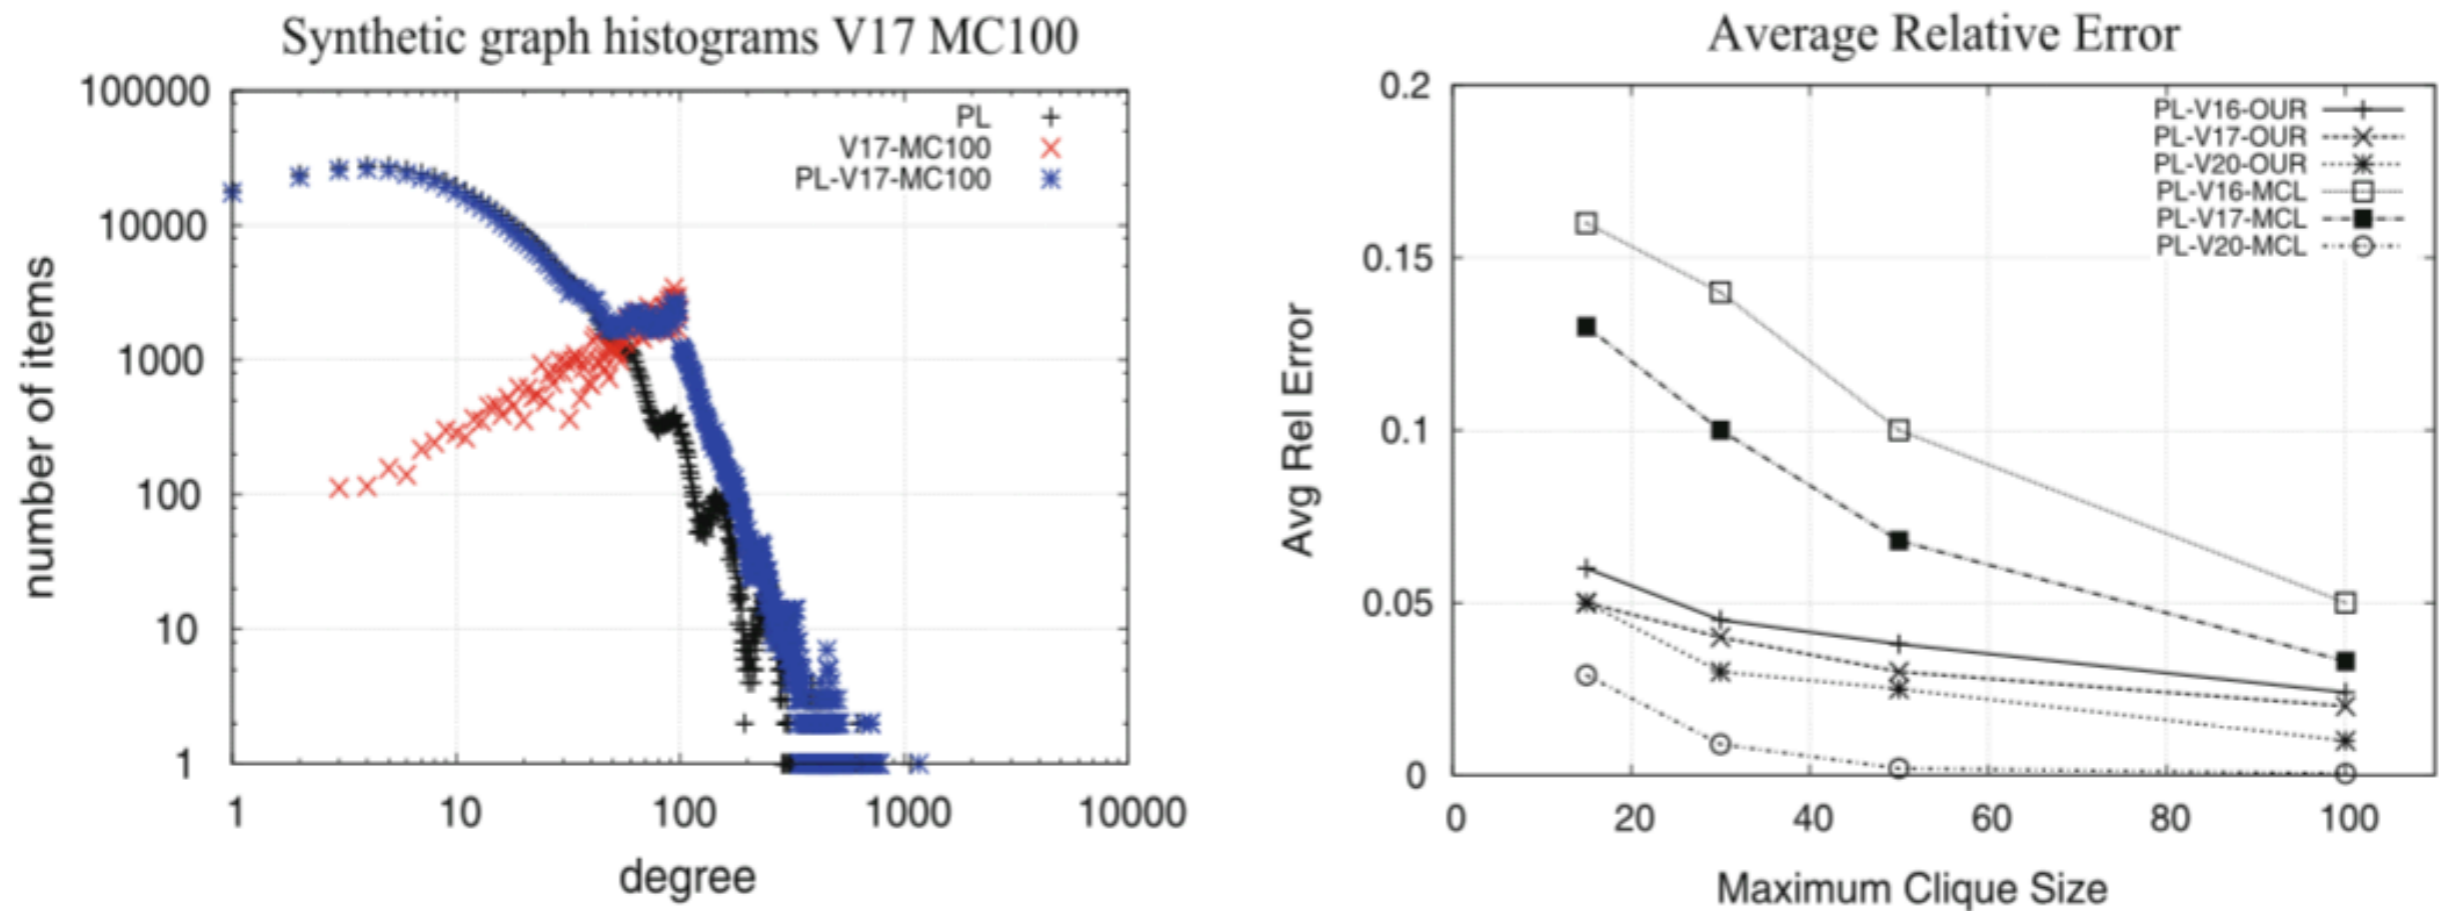 Synthetic graph histograms V17 MC100
100000
10000
1000
100
10
1
number of items
PL
V17-MC100
PL-V17-MC100
1 10 100 1000 10000
degree
Average Relative Error
0.2
0.15
0.1
0.05
0
Avg Rel Error
PL-V16-OUR
PL-V17-OUR
PL-V20-OUR
PL-V16-MCL
PL-V17-MCL
PL-V20-MCL
0 20 40 60 80 100
Maximum Clique Size